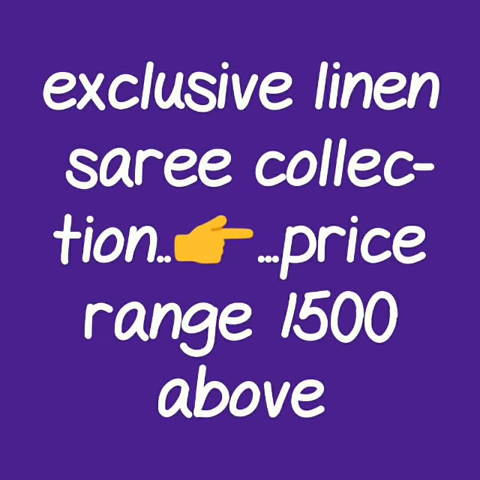 exclusive linen
saree collec-
tion..👉...price
range 1500
above